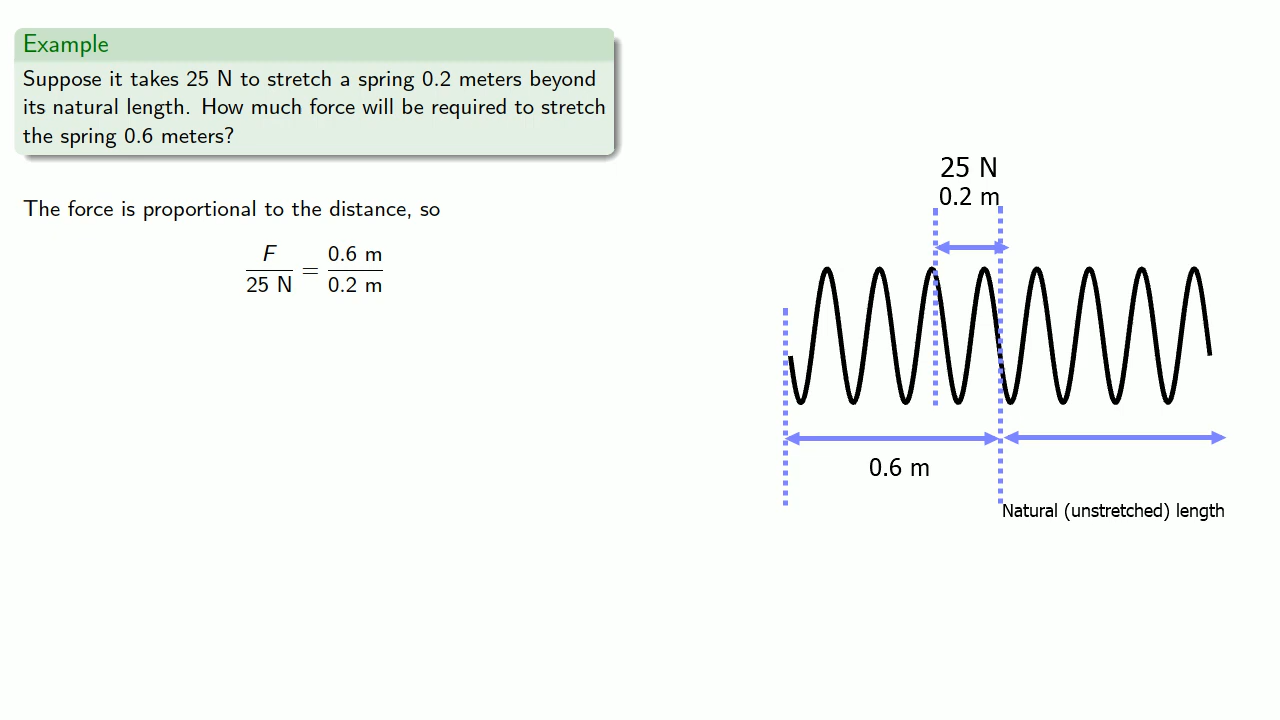 Example
Suppose it takes 25 N to stretch a spring 0.2 meters beyond
its natural length. How much force will be required to stretch
the spring 0.6 meters?
The force is proportional to the distance, so
F / 25 N = 0.6 m / 0.2 m
25 N
0.2 m
0.6 m
Natural (unstretched) length